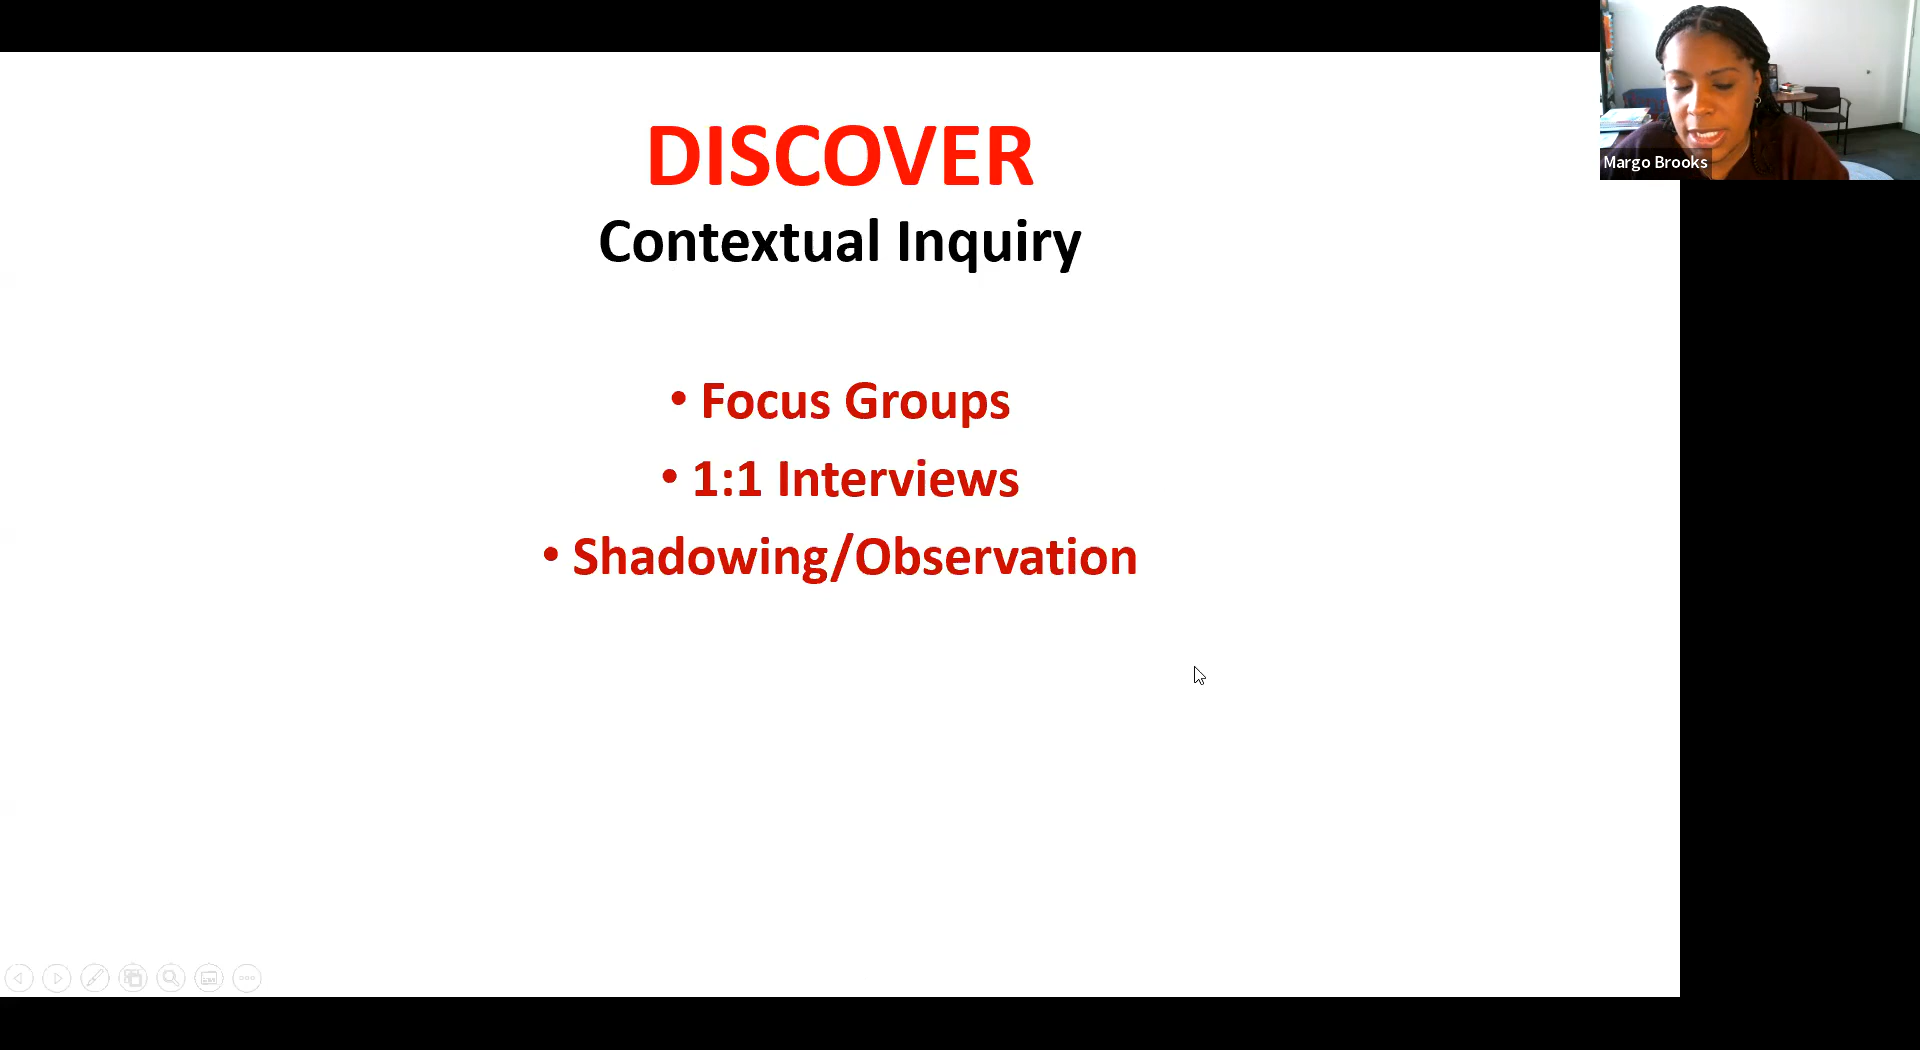 DISCOVER
Contextual Inquiry
• Focus Groups
• 1:1 Interviews
• Shadowing/Observation
Margo Brooks